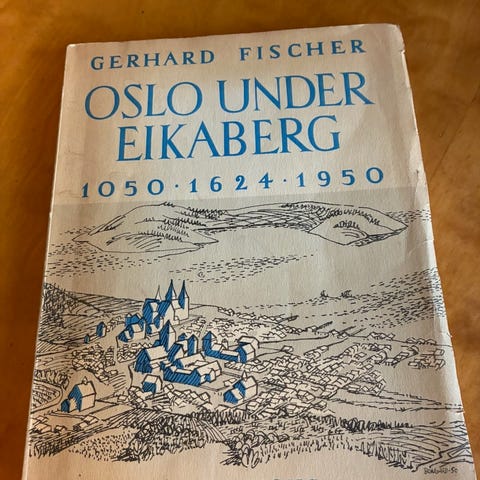 GERHARD FISCHER
OSLO UNDER
EIKABERG
1050 · 1624 · 1950